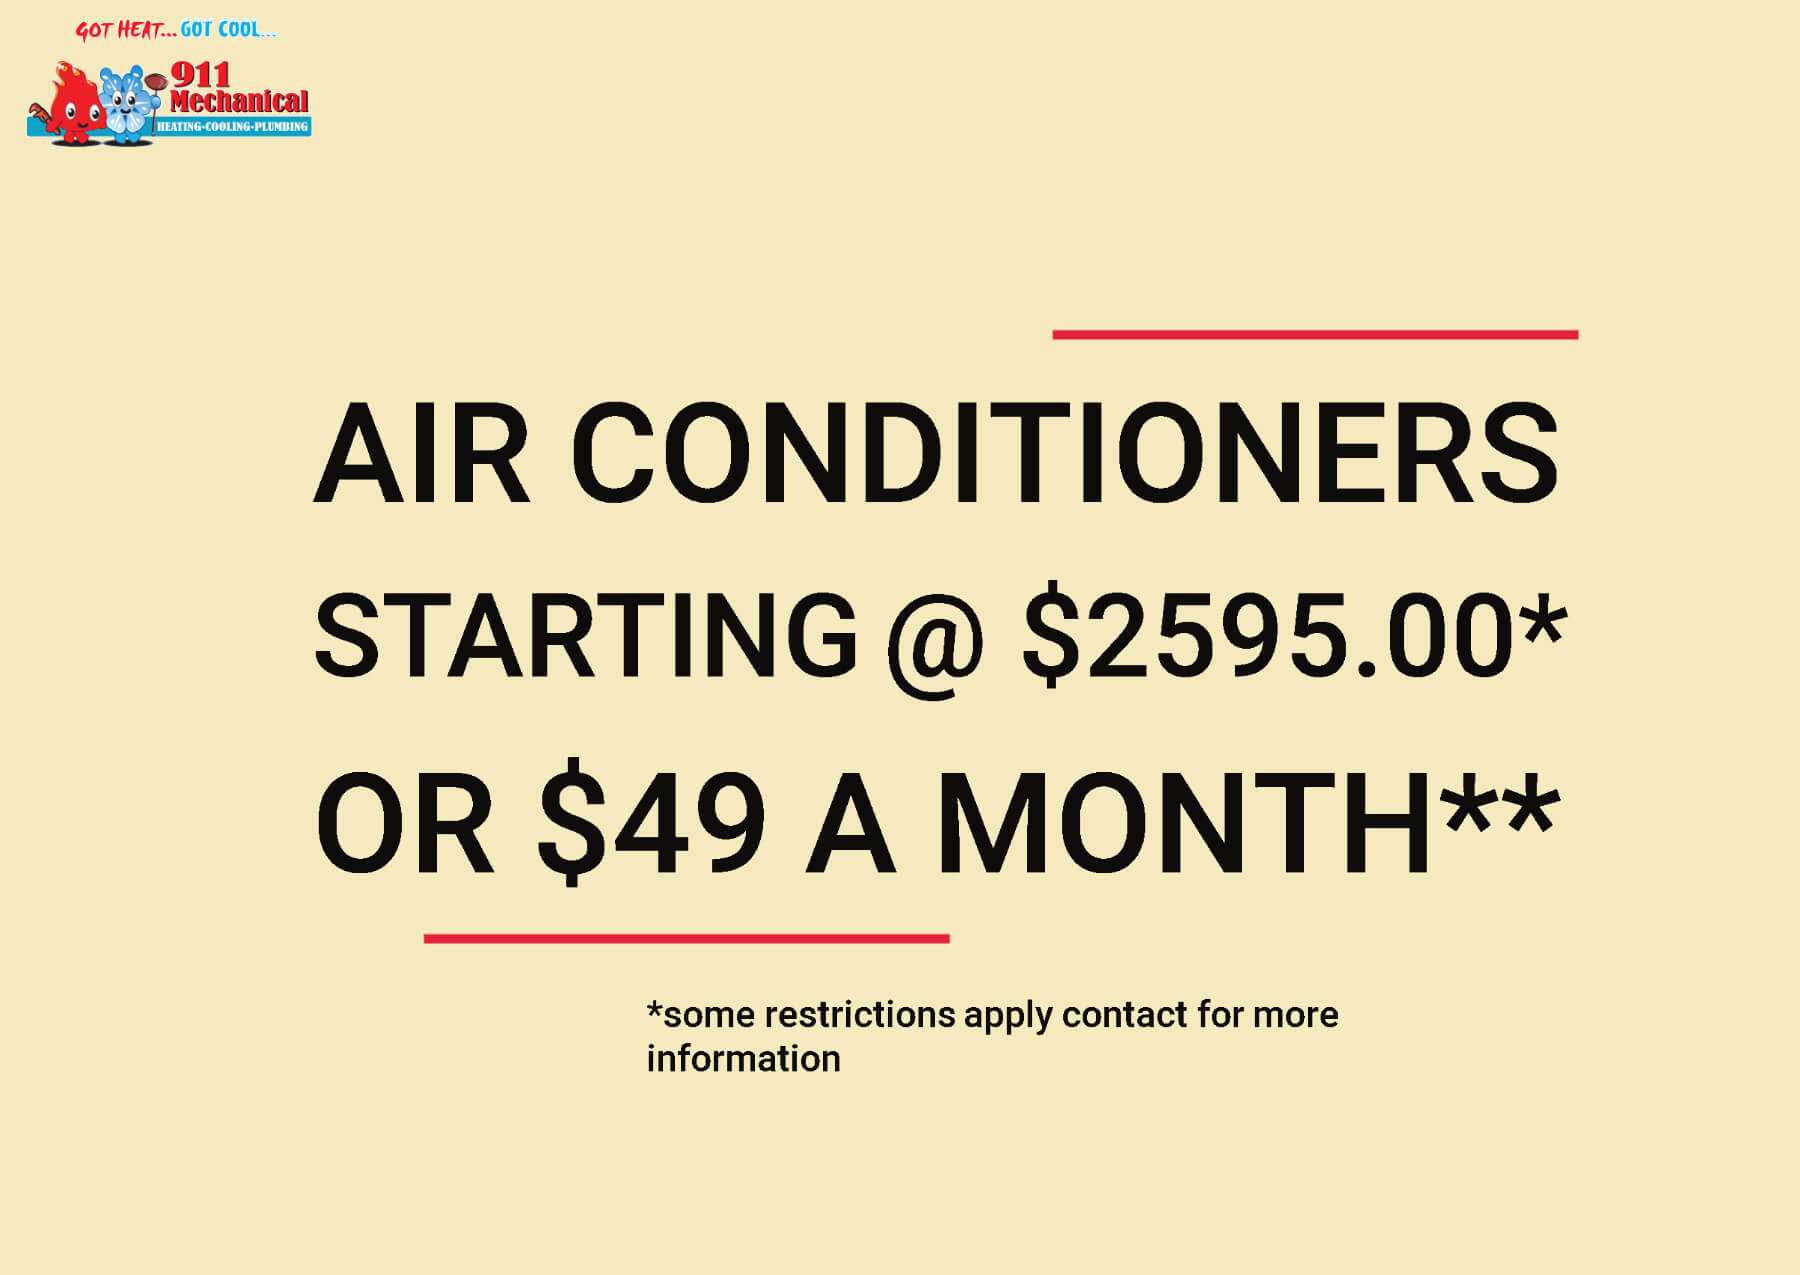 GOT HEAT... GOT COOL...
911
Mechanical
HEATING-COOLING-PLUMBING
AIR CONDITIONERS
STARTING @ $2595.00*
OR $49 A MONTH**
*some restrictions apply contact for more
information